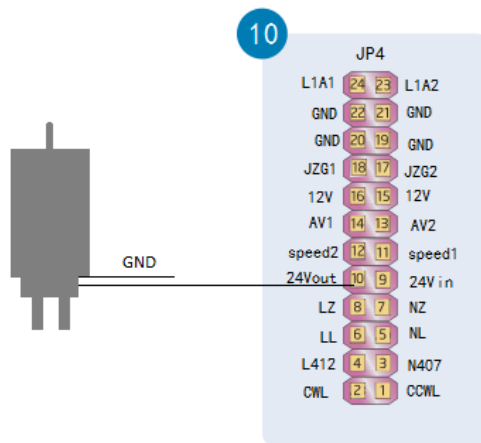 10
JP4
L1A1 24 23 L1A2
GND 22 21 GND
GND 20 19 GND
JZG1 18 17 JZG2
12V 16 15 12V
AV1 14 13 AV2
speed2 12 11 speed1
GND
24Vout 10 9 24Vin
LZ 8 7 NZ
LL 6 5 NL
L412 4 3 N407
CWL 2 1 CCWL